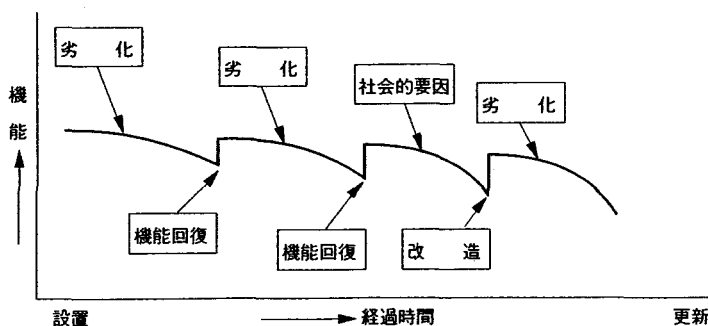 劣化
劣化
社会的要因
劣化
機能
機能回復
機能回復
改造
設置
経過時間
更新